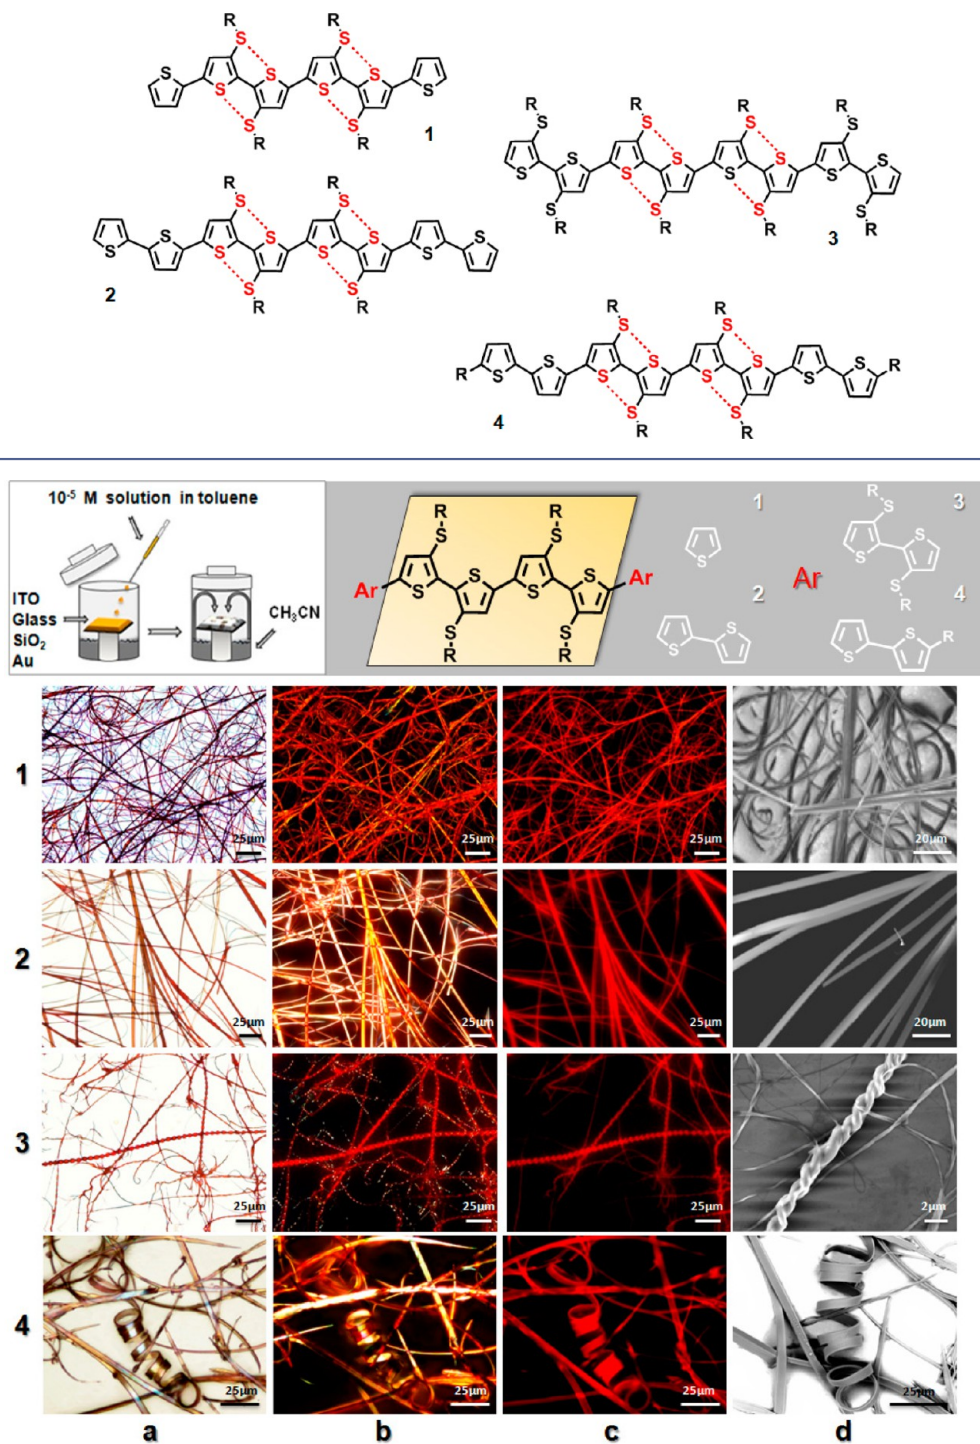 R R
S S
S S S S S S
S S
R R
1
R R R R
S S S S
S S S S S S S S
S S S S
R R R R
3
R R
S S
S S S S S S S S
S S
R R
2
R R
S S
R S S S S S S S S R
S S
R R
4
10⁻⁵ M solution in toluene
ITO
Glass
SiO₂
Au
CH₃CN
R R
S S
Ar S S S S Ar
S S
R R
Ar
1
S
2
S S
3
R
S
S S
S
R
4
S S R
1
25µm 25µm 25µm 20µm
2
25µm 25µm 25µm 20µm
3
25µm 25µm 25µm 2µm
4
25µm 25µm 25µm 25µm
a b c d